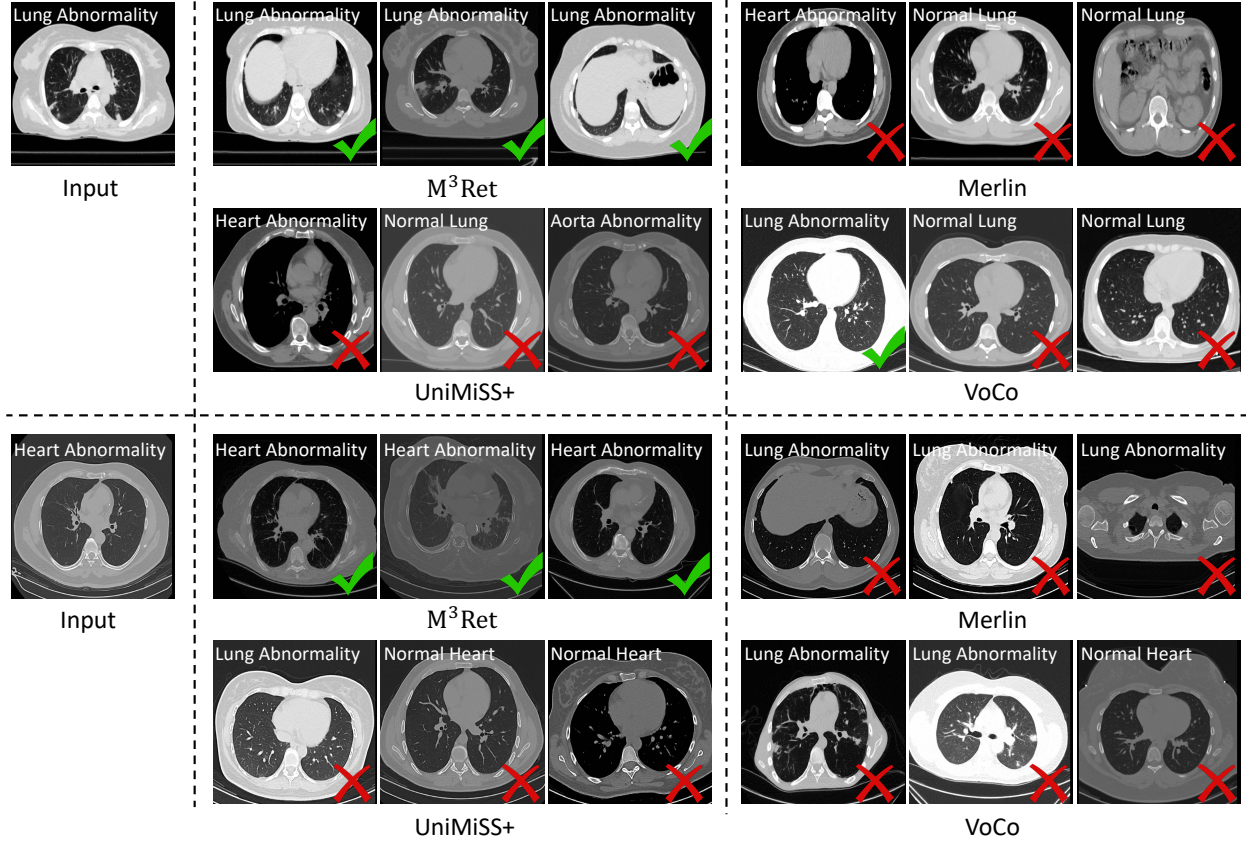 Lung Abnormality
Input
Lung Abnormality Lung Abnormality Lung Abnormality
M³Ret
Heart Abnormality Normal Lung Normal Lung
Merlin
Heart Abnormality Normal Lung Aorta Abnormality
UniMiSS+
Lung Abnormality Normal Lung Normal Lung
VoCo
Heart Abnormality
Input
Heart Abnormality Heart Abnormality Heart Abnormality
M³Ret
Lung Abnormality Lung Abnormality Lung Abnormality
Merlin
Lung Abnormality Normal Heart Normal Heart
UniMiSS+
Lung Abnormality Lung Abnormality Normal Heart
VoCo